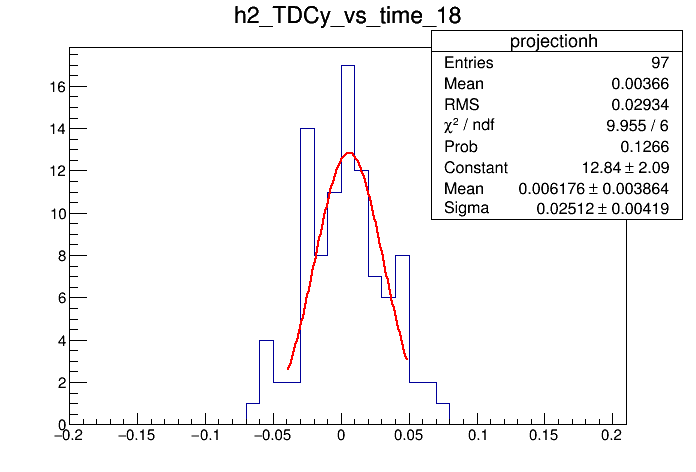 h2_TDCy_vs_time_18
projectionh
Entries 97
Mean 0.00366
RMS 0.02934
χ² / ndf 9.955 / 6
Prob 0.1266
Constant 12.84 ± 2.09
Mean 0.006176 ± 0.003864
Sigma 0.02512 ± 0.00419
16
14
12
10
8
6
4
2
0
−0.2 −0.15 −0.1 −0.05 0 0.05 0.1 0.15 0.2